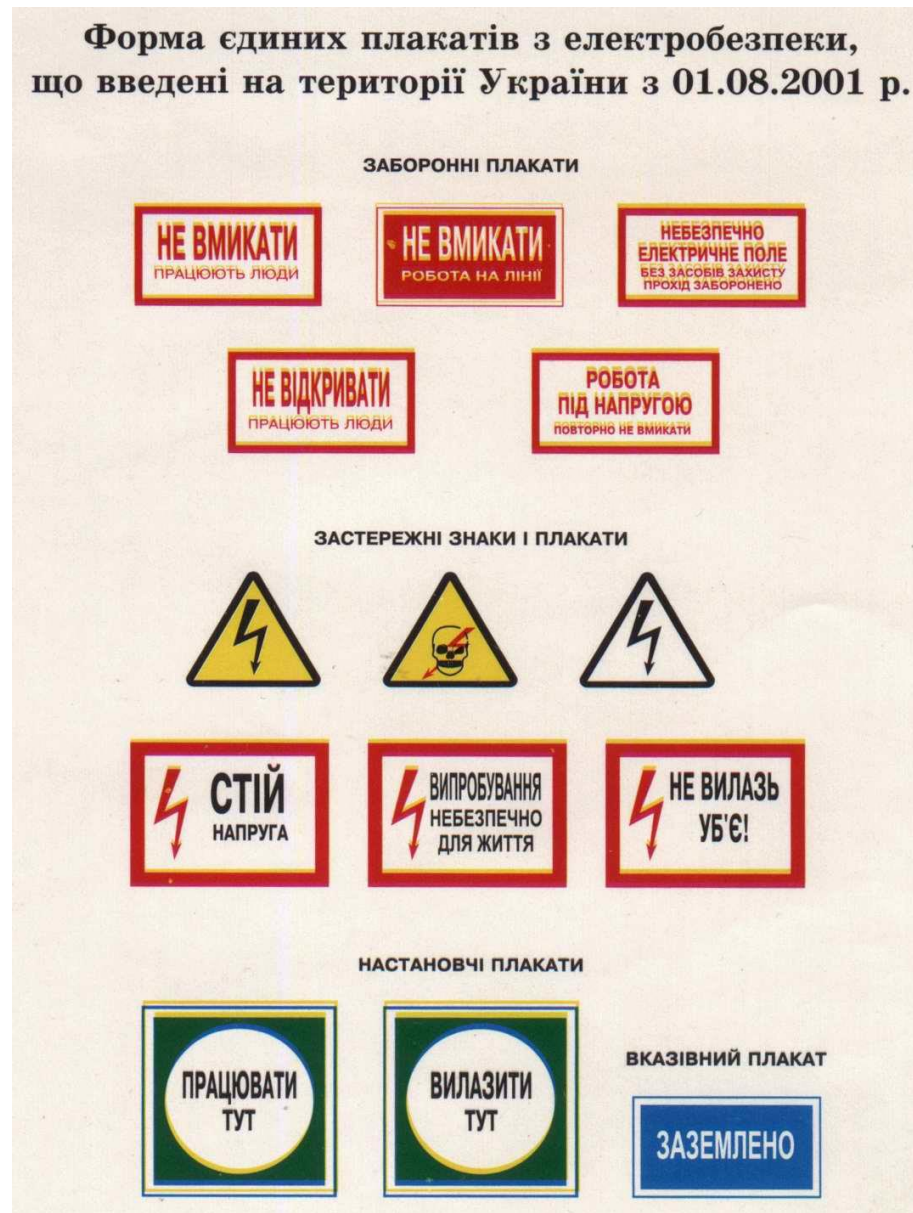 Форма єдиних плакатів з електробезпеки,
що введені на території України з 01.08.2001 р.
ЗАБОРОННІ ПЛАКАТИ
НЕ ВМИКАТИ
ПРАЦЮЮТЬ ЛЮДИ
НЕ ВМИКАТИ
РОБОТА НА ЛІНІЇ
НЕБЕЗПЕЧНО
ЕЛЕКТРИЧНЕ ПОЛЕ
БЕЗ ЗАСОБІВ ЗАХИСТУ
ПРОХІД ЗАБОРОНЕНО
НЕ ВІДКРИВАТИ
ПРАЦЮЮТЬ ЛЮДИ
РОБОТА
ПІД НАПРУГОЮ
ПОВТОРНО НЕ ВМИКАТИ
ЗАСТЕРЕЖНІ ЗНАКИ І ПЛАКАТИ
СТІЙ
НАПРУГА
ВИПРОБУВАННЯ
НЕБЕЗПЕЧНО
ДЛЯ ЖИТТЯ
НЕ ВИЛАЗЬ
УБ'Є!
НАСТАНОВЧІ ПЛАКАТИ
ПРАЦЮВАТИ
ТУТ
ВИЛАЗИТИ
ТУТ
ВКАЗІВНИЙ ПЛАКАТ
ЗАЗЕМЛЕНО